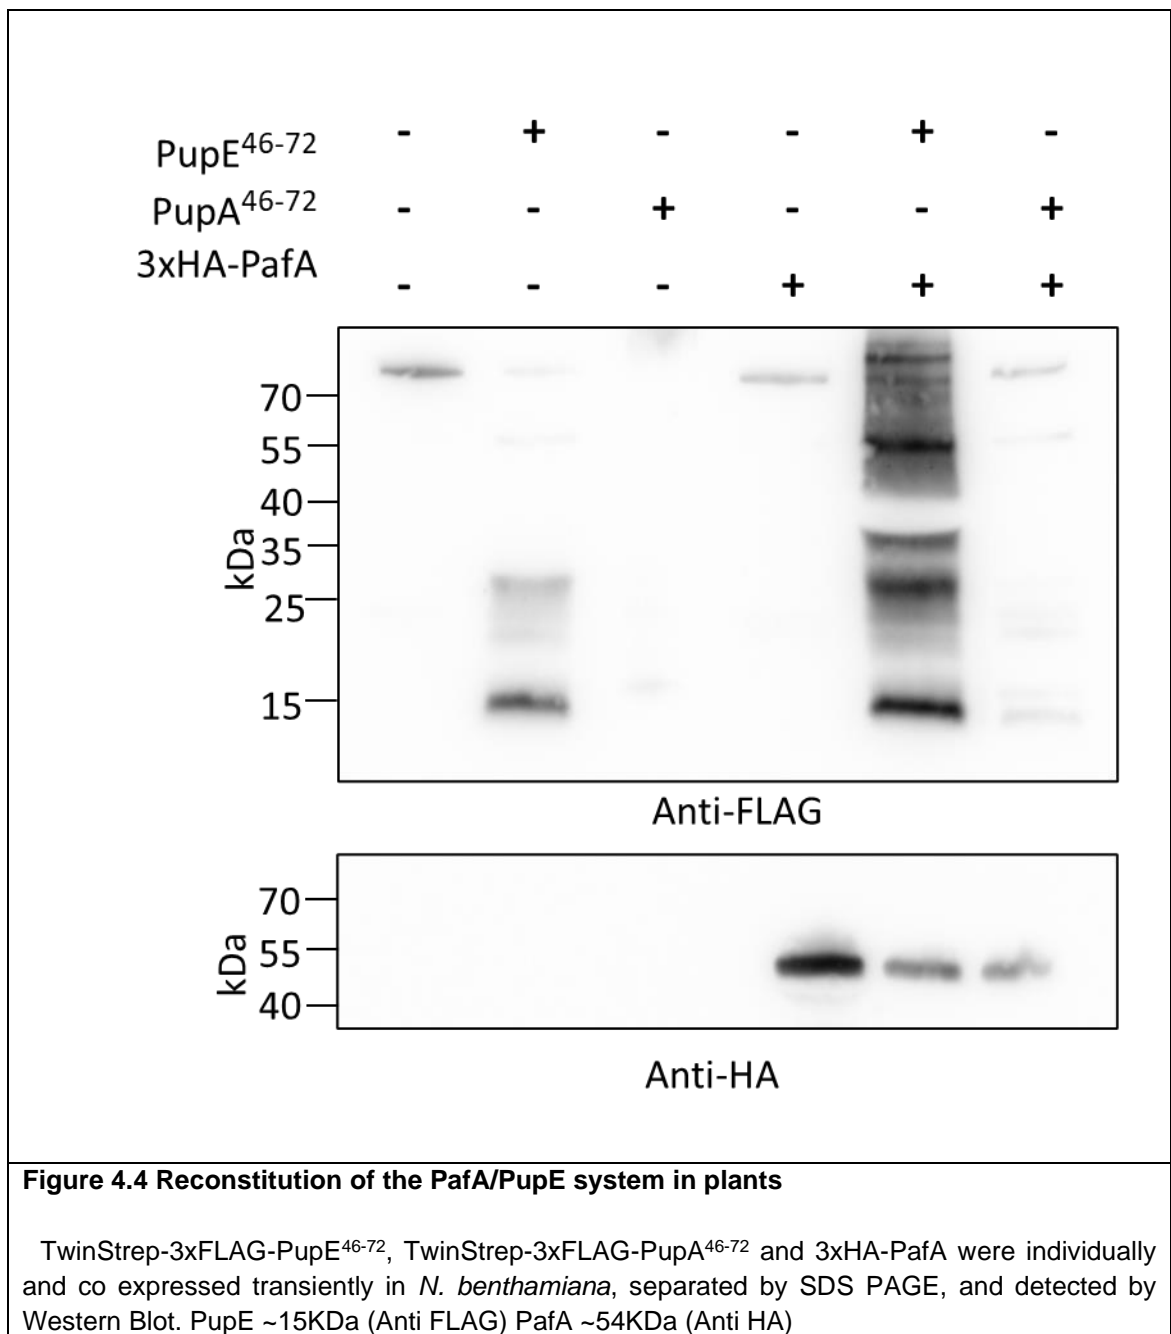 PupE46-72 - + - - + -
PupA46-72 - - + - - +
3xHA-PafA - - - + + +
70
55
40
35
25
15
kDa
Anti-FLAG
70
55
40
kDa
Anti-HA
Figure 4.4 Reconstitution of the PafA/PupE system in plants
TwinStrep-3xFLAG-PupE46-72, TwinStrep-3xFLAG-PupA46-72 and 3xHA-PafA were individually
and co expressed transiently in N. benthamiana, separated by SDS PAGE, and detected by
Western Blot. PupE ~15KDa (Anti FLAG) PafA ~54KDa (Anti HA)